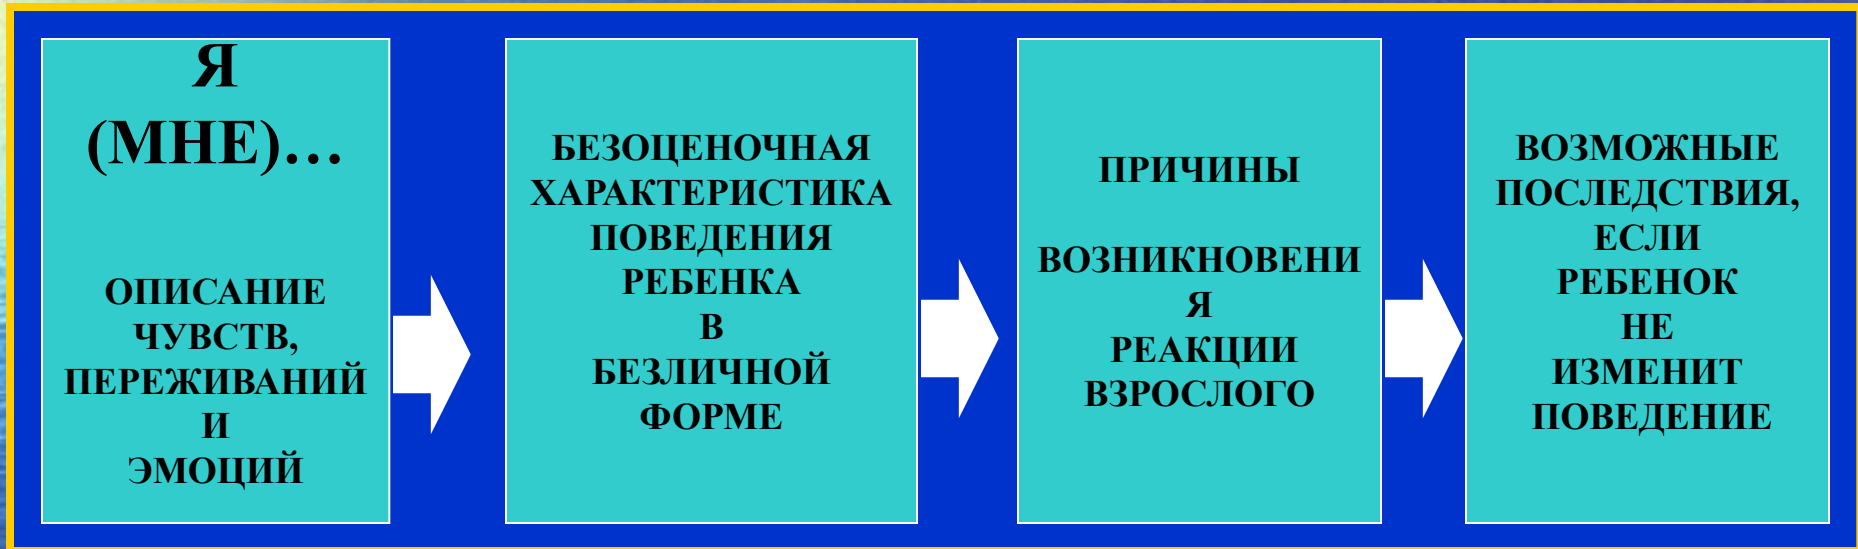 Я
(МНЕ)…
ОПИСАНИЕ
ЧУВСТВ,
ПЕРЕЖИВАНИЙ
И
ЭМОЦИЙ
БЕЗОЦЕНОЧНАЯ
ХАРАКТЕРИСТИКА
ПОВЕДЕНИЯ
РЕБЕНКА
В
БЕЗЛИЧНОЙ
ФОРМЕ
ПРИЧИНЫ
ВОЗНИКНОВЕНИ
Я
РЕАКЦИИ
ВЗРОСЛОГО
ВОЗМОЖНЫЕ
ПОСЛЕДСТВИЯ,
ЕСЛИ
РЕБЕНОК
НЕ
ИЗМЕНИТ
ПОВЕДЕНИЕ